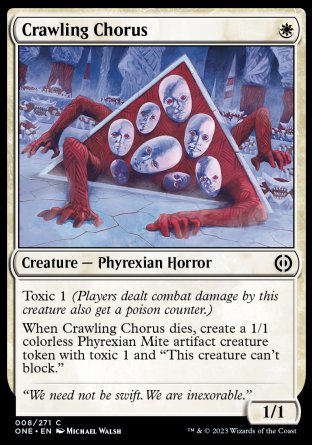 Crawling Chorus
Creature — Phyrexian Horror
Toxic 1 (Players dealt combat damage by this
creature also get a poison counter.)
When Crawling Chorus dies, create a 1/1
colorless Phyrexian Mite artifact creature
token with toxic 1 and “This creature can’t
block.”
“We need not be swift. We are inexorable.”
1/1
008/271 C
ONE • EN Michael Walsh
™ & © 2023 Wizards of the Coast